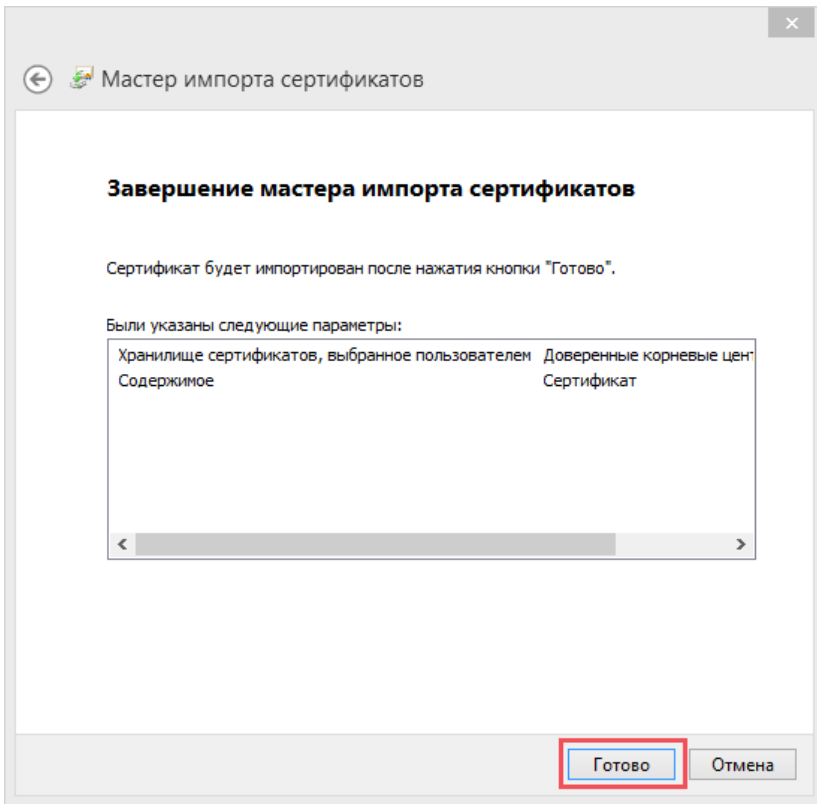 Мастер импорта сертификатов
Завершение мастера импорта сертификатов
Сертификат будет импортирован после нажатия кнопки "Готово".
Были указаны следующие параметры:
Хранилище сертификатов, выбранное пользователем Доверенные корневые
Содержимое Сертификат
Готово Отмена